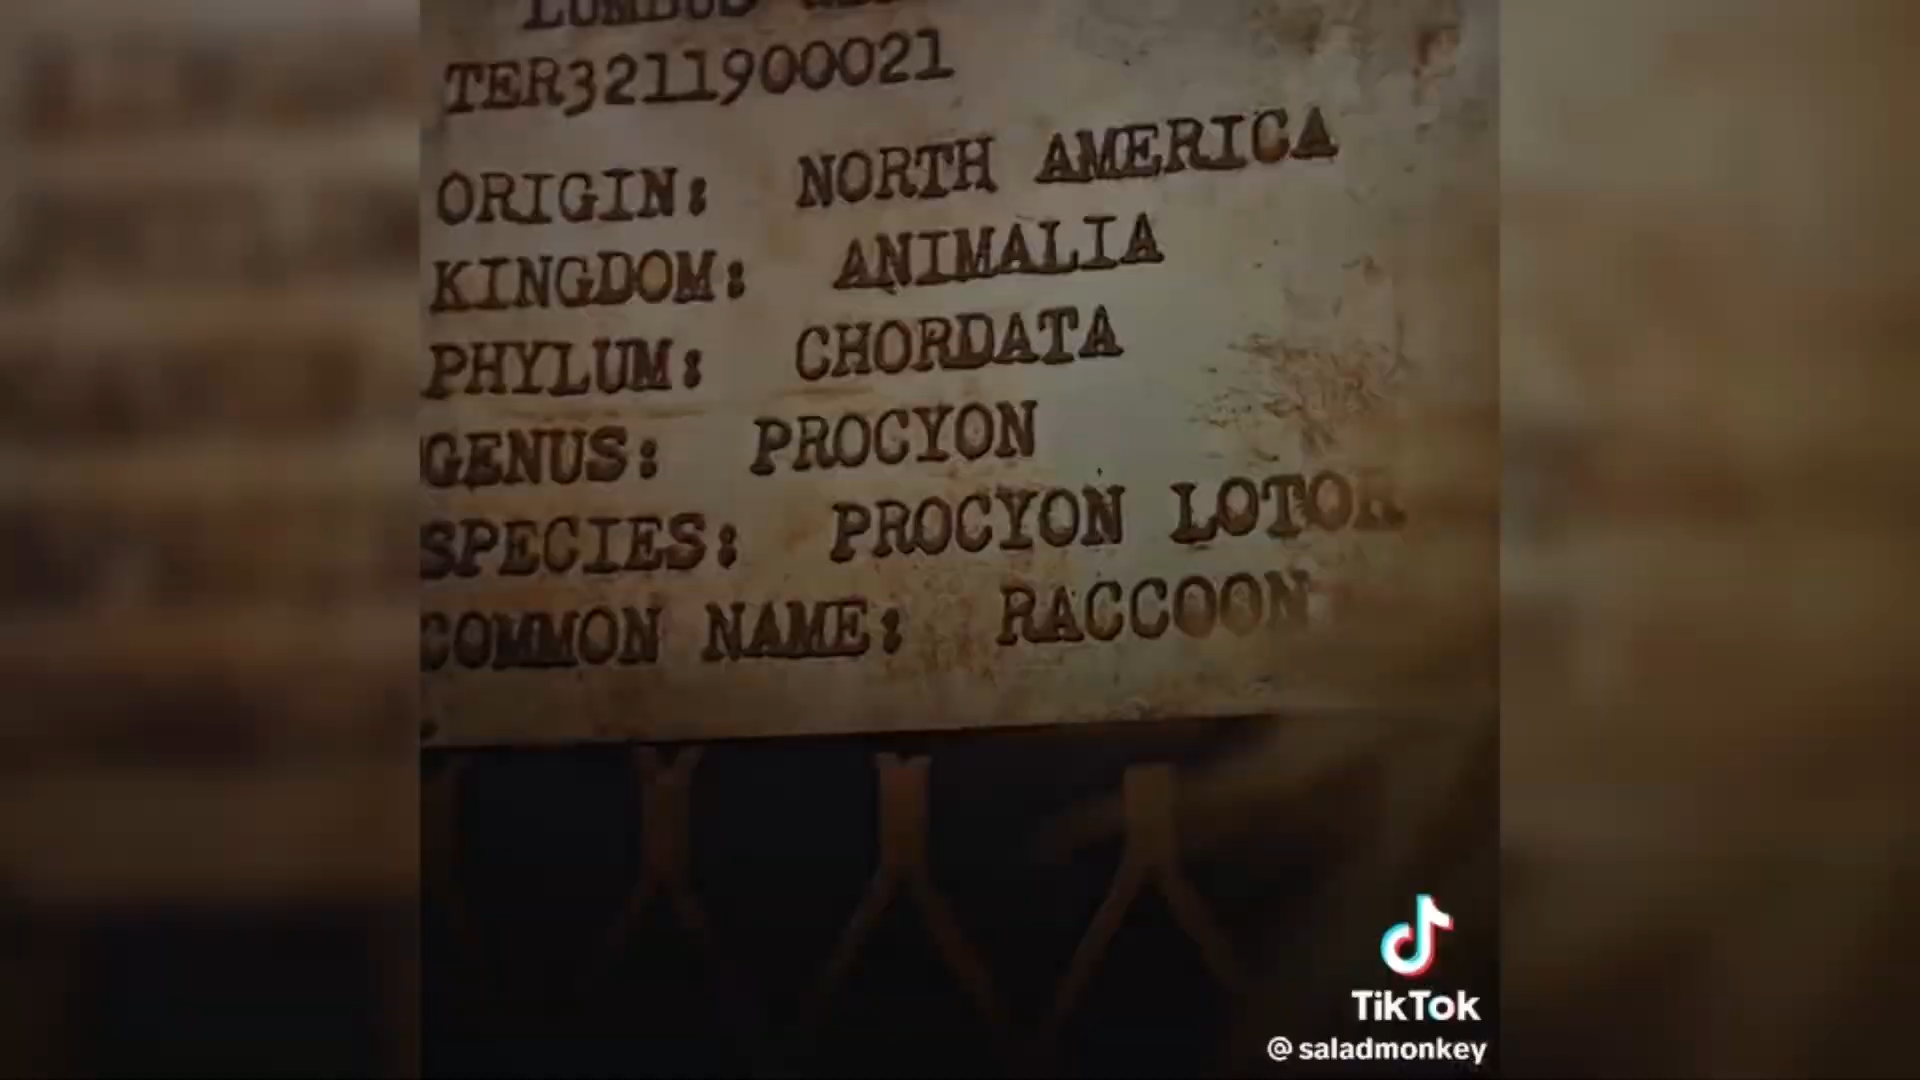 TER3211900021
ORIGIN: NORTH AMERICA
KINGDOM: ANIMALIA
PHYLUM: CHORDATA
GENUS: PROCYON
SPECIES: PROCYON LOTOR
COMMON NAME: RACCOON
TikTok
@saladmonkey